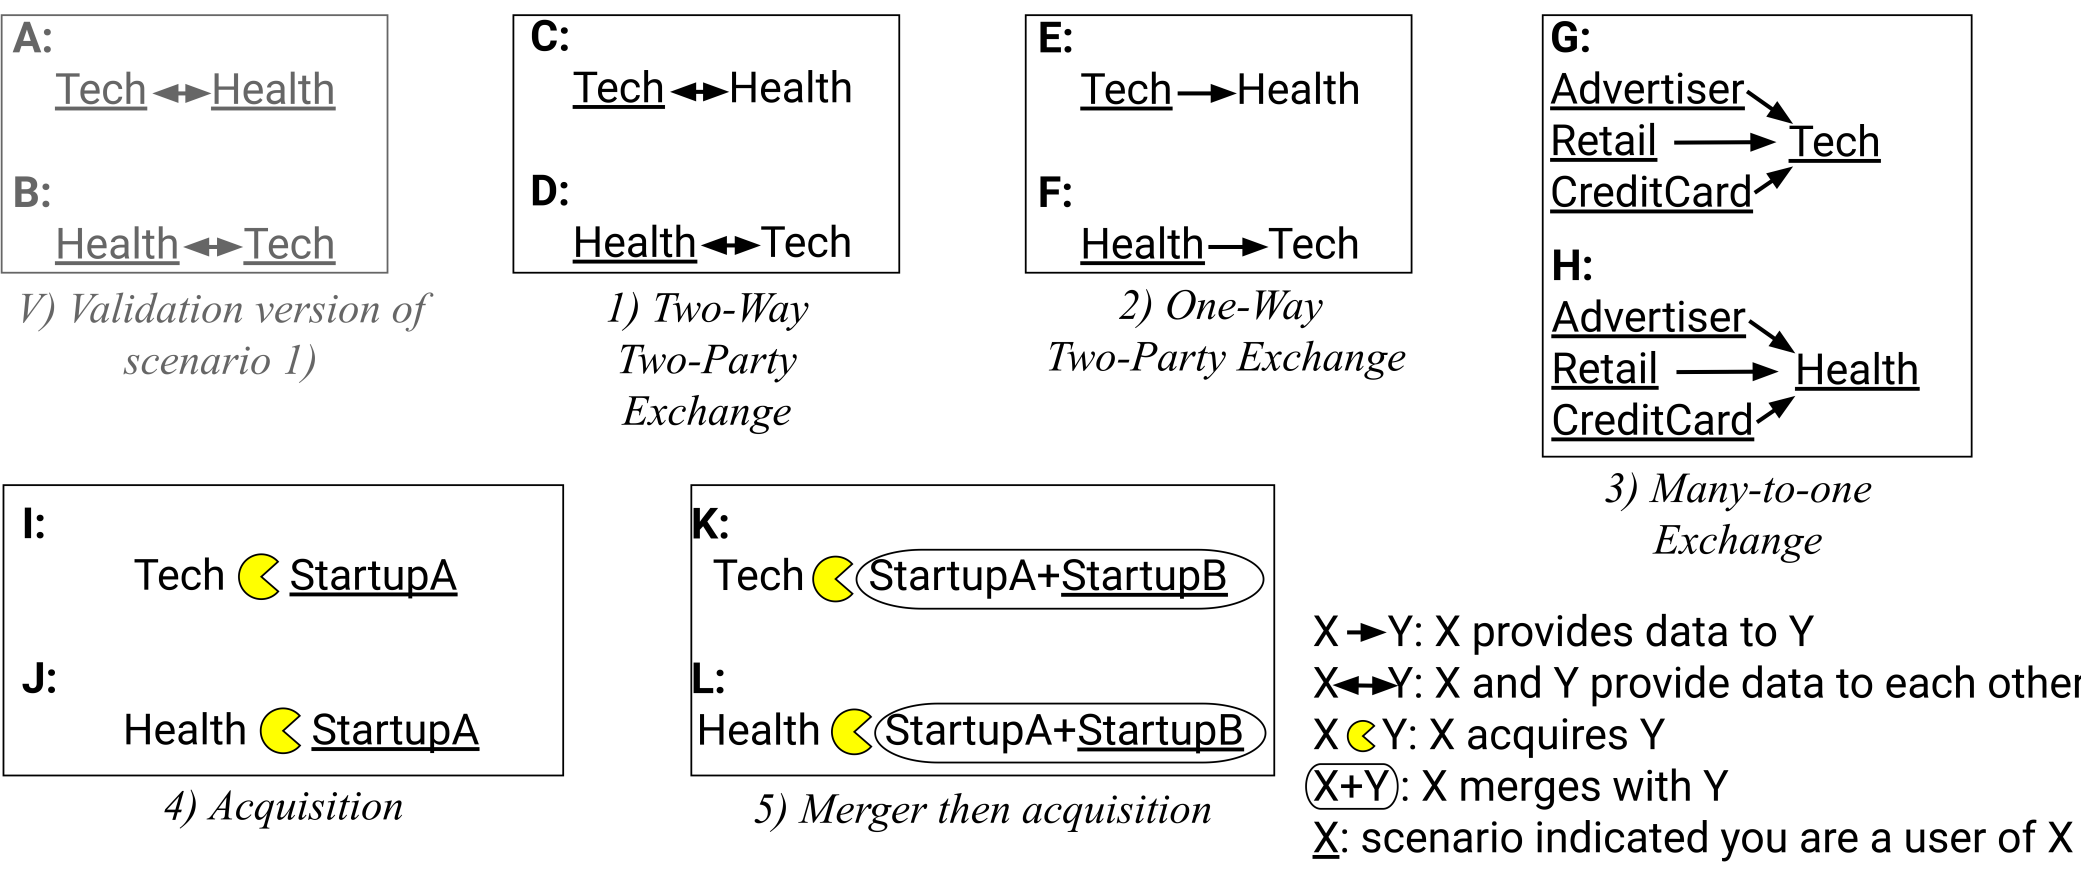 A:
Tech Health
B:
Health Tech
V) Validation version of
scenario 1)
C:
Tech Health
D:
Health Tech
1) Two-Way
Two-Party
Exchange
E:
Tech Health
F:
Health Tech
2) One-Way
Two-Party Exchange
G:
Advertiser
Retail Tech
CreditCard
H:
Advertiser
Retail Health
CreditCard
3) Many-to-one
Exchange
I:
Tech StartupA
J:
Health StartupA
4) Acquisition
K:
Tech StartupA+StartupB
L:
Health StartupA+StartupB
5) Merger then acquisition
X Y: X provides data to Y
X Y: X and Y provide data to each other
X Y: X acquires Y
X+Y : X merges with Y
X: scenario indicated you are a user of X